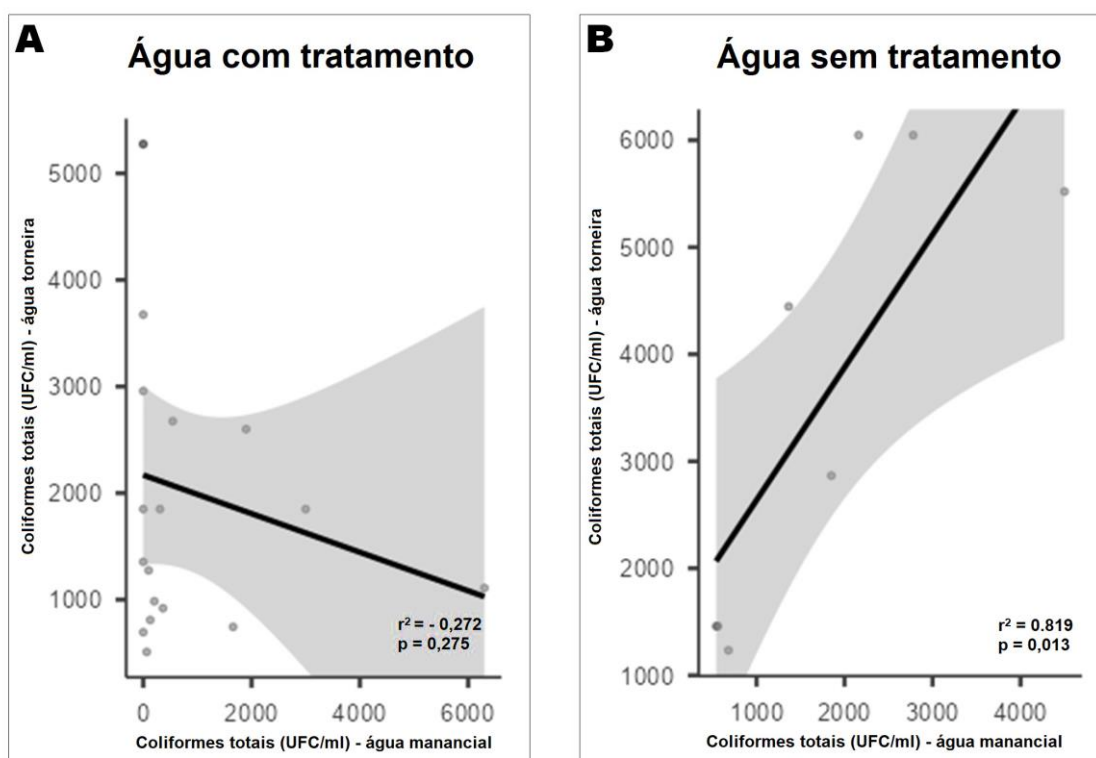 A
Água com tratamento
Coliformes totais (UFC/ml) - água torneira
5000
4000
3000
2000
1000
r² = - 0,272
p = 0,275
0 2000 4000 6000
Coliformes totais (UFC/ml) - água manancial
B
Água sem tratamento
Coliformes totais (UFC/ml) - água torneira
6000
5000
4000
3000
2000
1000
r² = 0.819
p = 0,013
1000 2000 3000 4000
Coliformes totais (UFC/ml) - água manancial